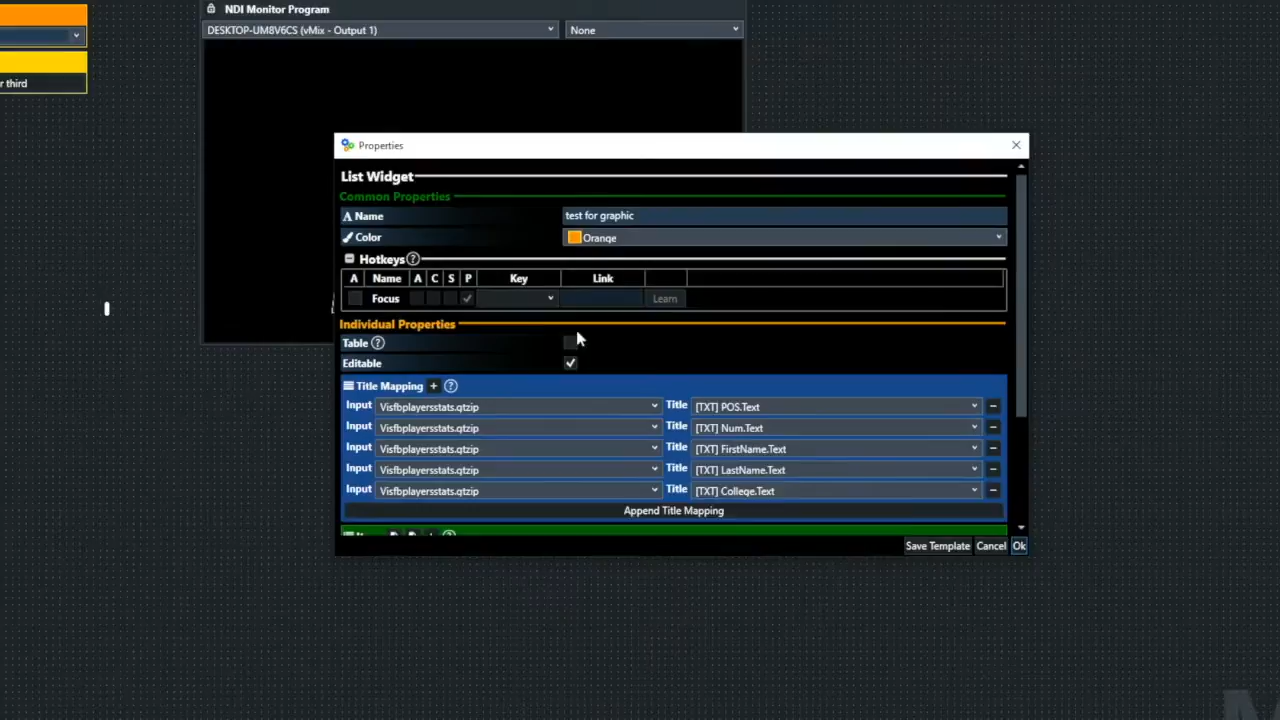 NDI Monitor Program
DESKTOP-UM8V6CS (vMix - Output 1) None
r third
Properties
List Widget
Common Properties
Name test for graphic
Color Orange
Hotkeys ?
A Name A C S P Key Link
Focus Learn
Individual Properties
Table ?
Editable
Title Mapping + ?
Input Visfbplayersstats.gtzip Title [TXT] POS.Text
Input Visfbplayersstats.gtzip Title [TXT] Num.Text
Input Visfbplayersstats.gtzip Title [TXT] FirstName.Text
Input Visfbplayersstats.gtzip Title [TXT] LastName.Text
Input Visfbplayersstats.gtzip Title [TXT] College.Text
Append Title Mapping
Save Template Cancel Ok